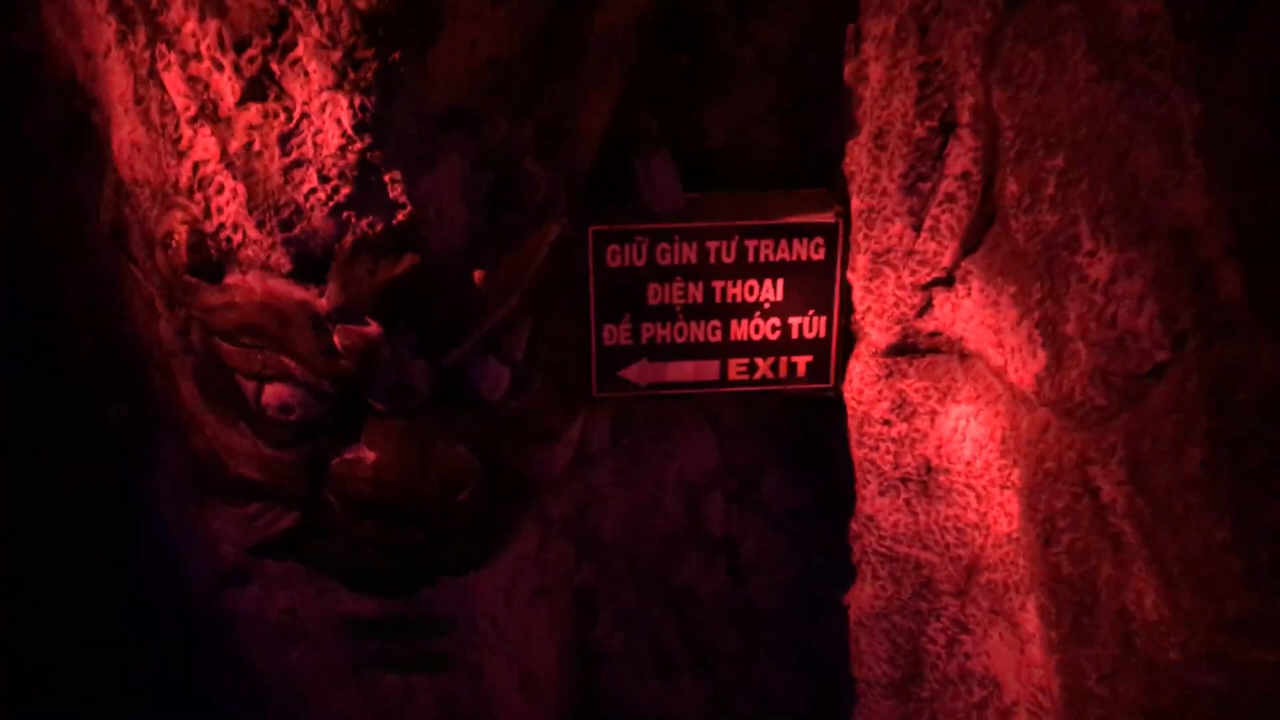 GIỮ GÌN TƯ TRANG
ĐIỆN THOẠI
ĐỀ PHÒNG MÓC TÚI
EXIT